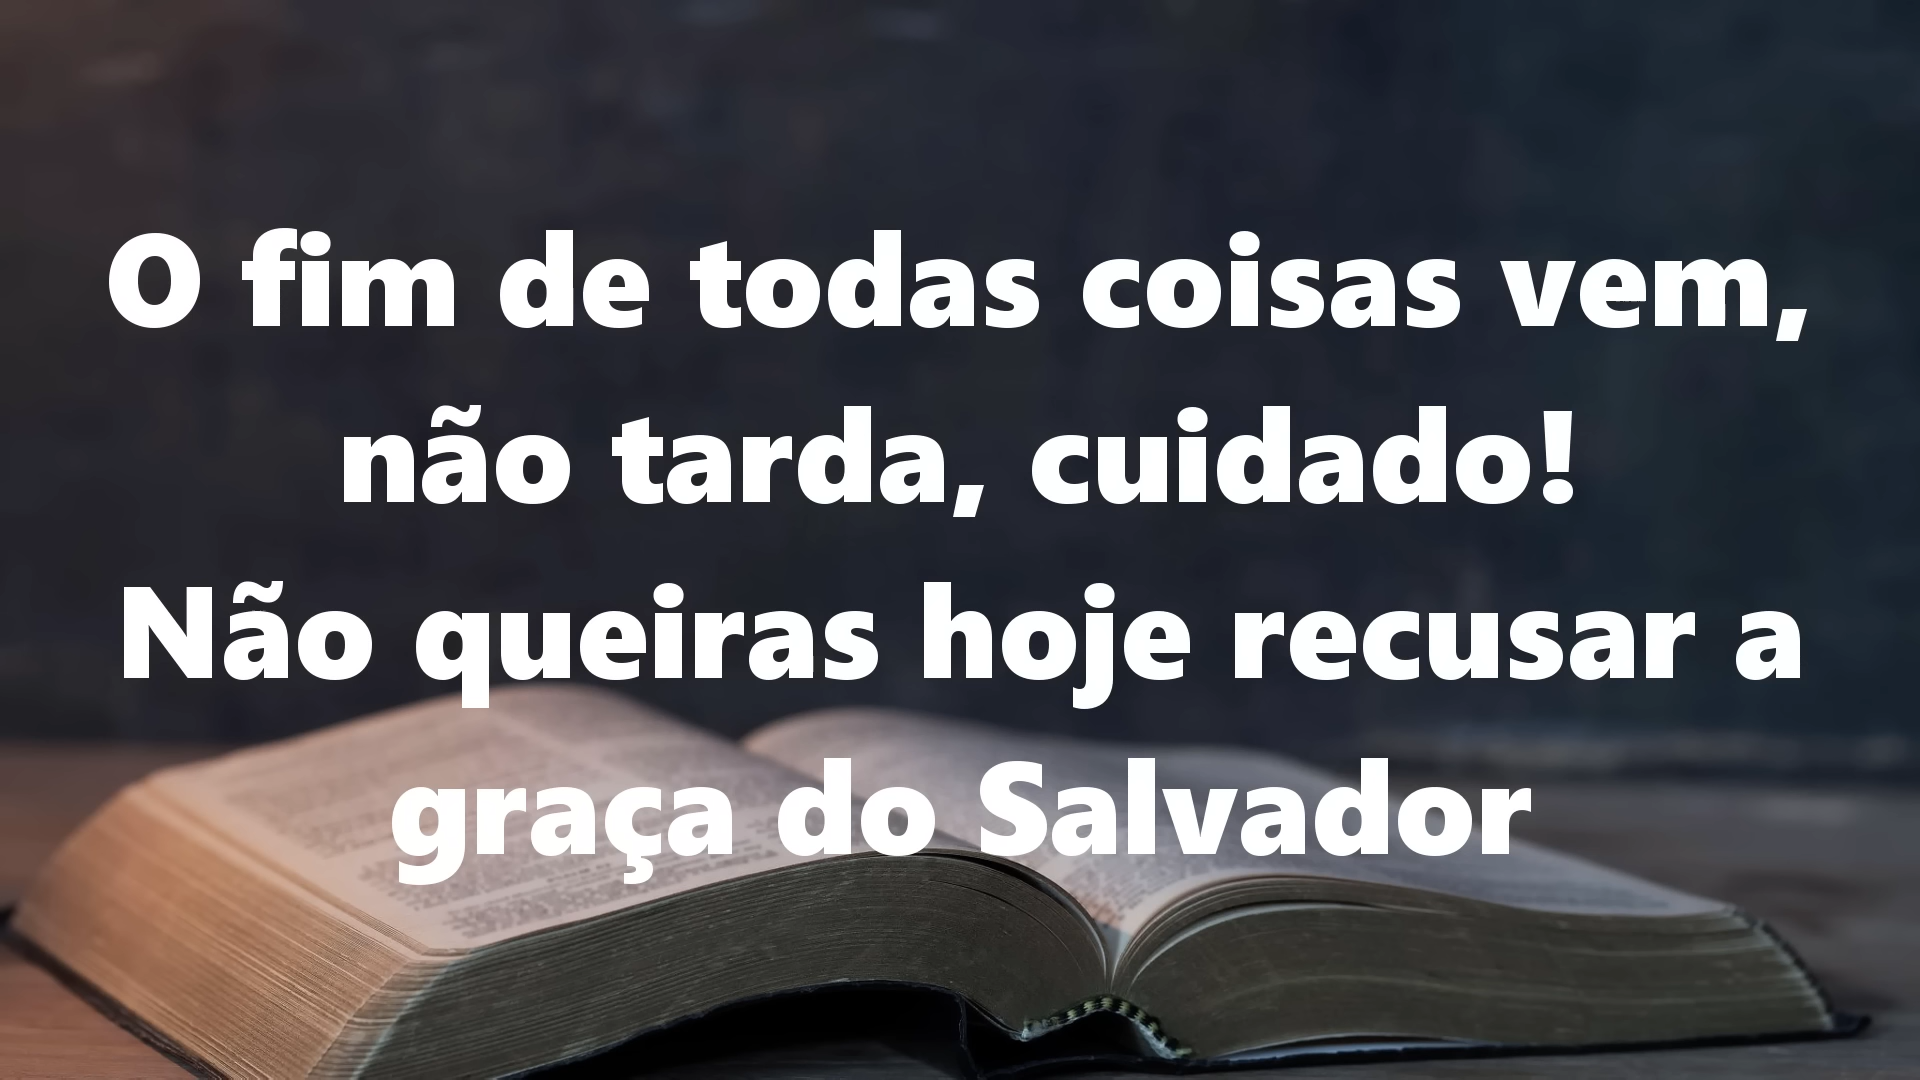 O fim de todas coisas vem,
não tarda, cuidado!
Não queiras hoje recusar a
graça do Salvador